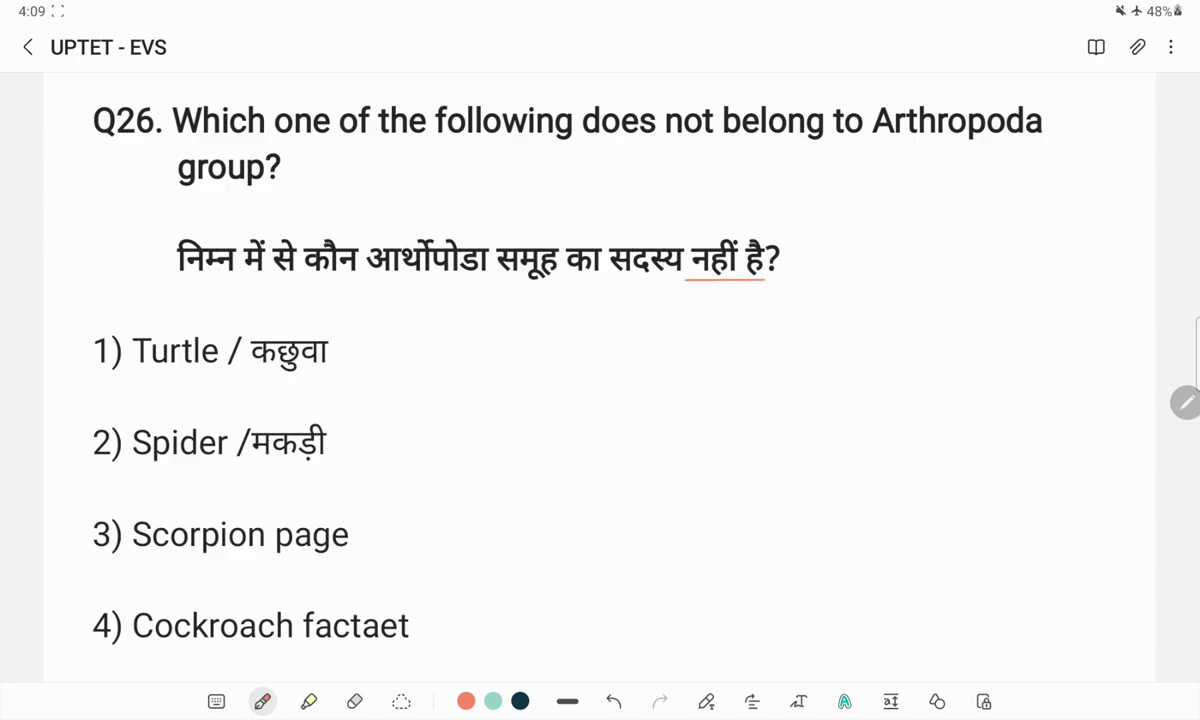 4:09
48%
UPTET - EVS
Q26. Which one of the following does not belong to Arthropoda
group?
निम्न में से कौन आर्थोपोडा समूह का सदस्य नहीं है?
1) Turtle / कछुवा
2) Spider /मकड़ी
3) Scorpion page
4) Cockroach factaet